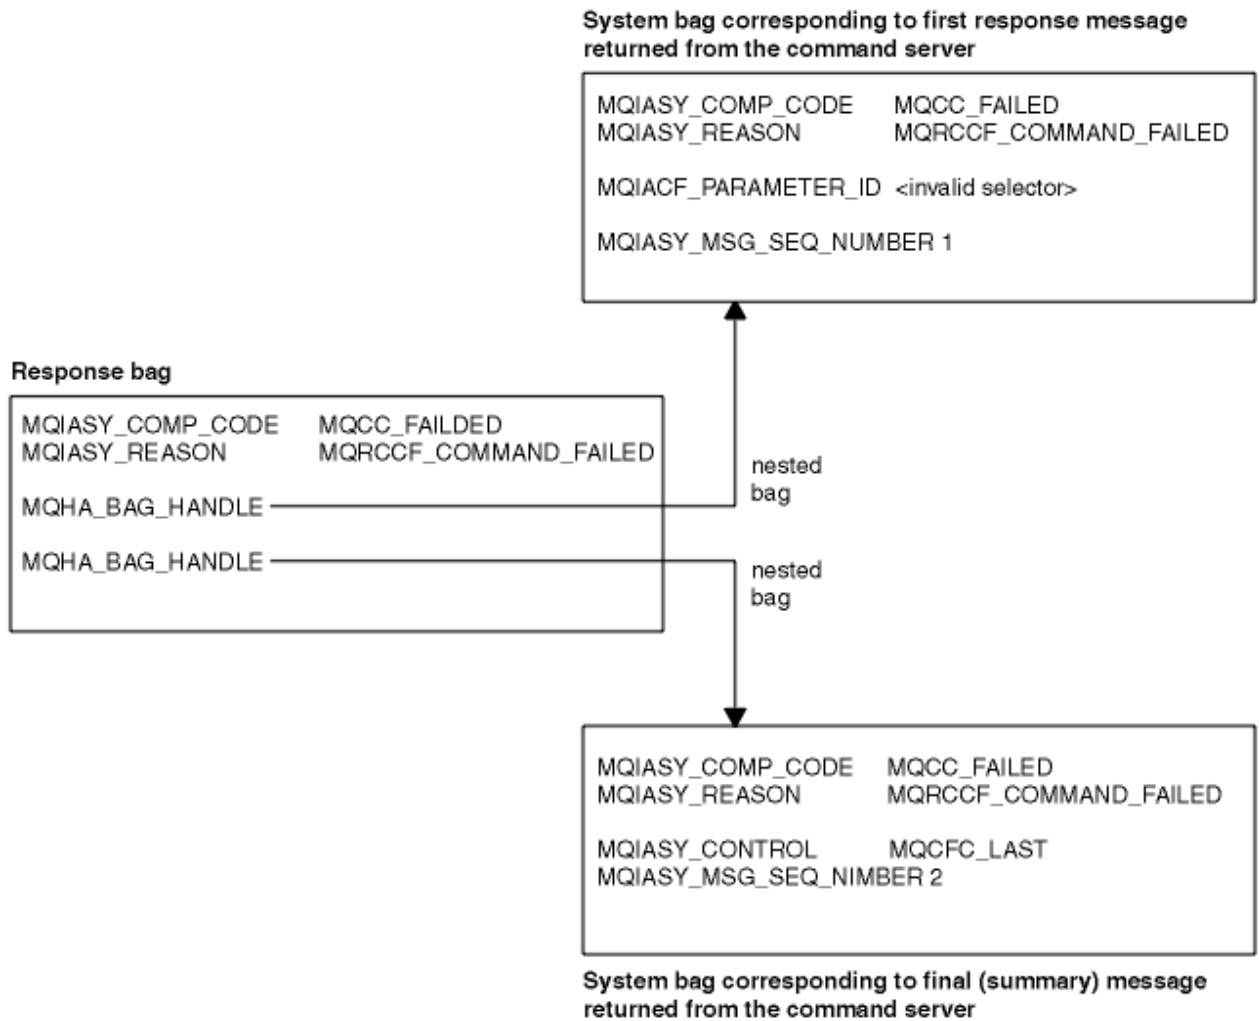 System bag corresponding to first response message
returned from the command server
MQIASY_COMP_CODE MQCC_FAILED
MQIASY_REASON MQRCCF_COMMAND_FAILED
MQIACF_PARAMETER_ID <invalid selector>
MQIASY_MSG_SEQ_NUMBER 1
Response bag
MQIASY_COMP_CODE MQCC_FAILDED
MQIASY_REASON MQRCCF_COMMAND_FAILED
MQHA_BAG_HANDLE
nested
bag
MQHA_BAG_HANDLE
nested
bag
MQIASY_COMP_CODE MQCC_FAILED
MQIASY_REASON MQRCCF_COMMAND_FAILED
MQIASY_CONTROL MQCFC_LAST
MQIASY_MSG_SEQ_NIMBER 2
System bag corresponding to final (summary) message
returned from the command server